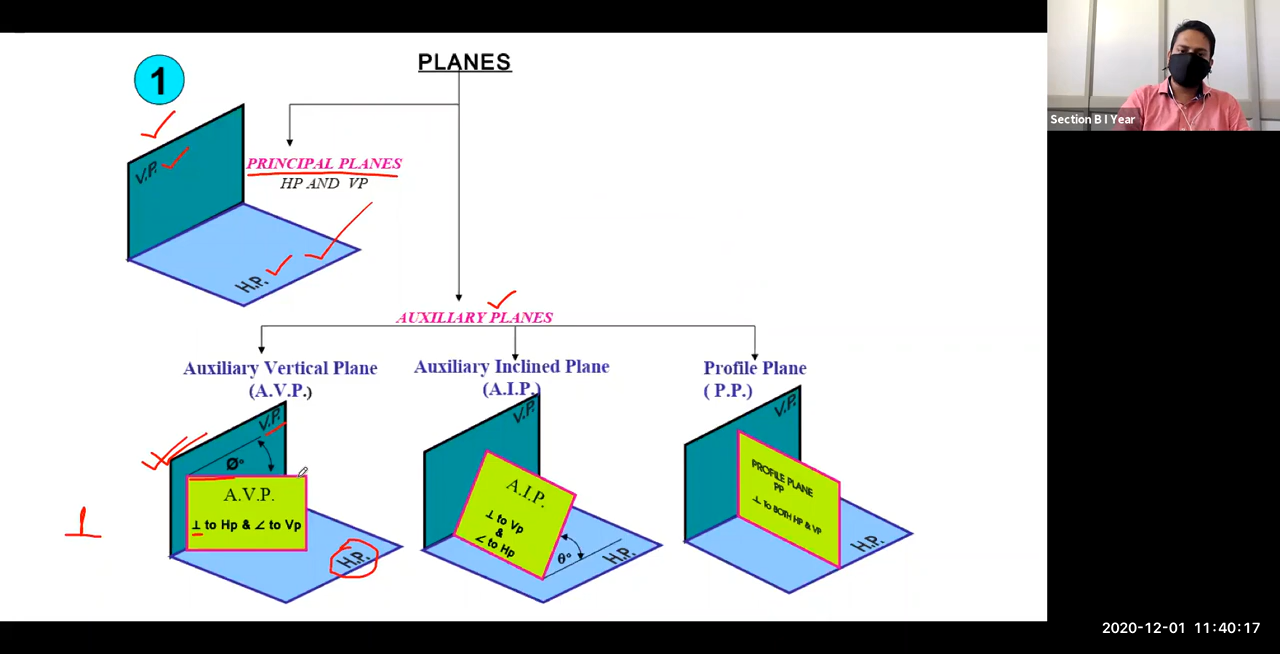 PLANES
1
V.P.
PRINCIPAL PLANES
HP AND VP
H.P.
AUXILIARY PLANES
Auxiliary Vertical Plane
(A.V.P.)
V.P.
Ø°
A.V.P.
⊥ to Hp & ∠ to Vp
H.P.
⊥
Auxiliary Inclined Plane
(A.I.P.)
V.P.
A.I.P.
⊥ to Vp
&
∠ to Hp
θ°
H.P.
Profile Plane
( P.P.)
V.P.
PROFILE PLANE
PP
⊥ To BOTH HP & VP
H.P.
Section B I Year
2020-12-01 11:40:17